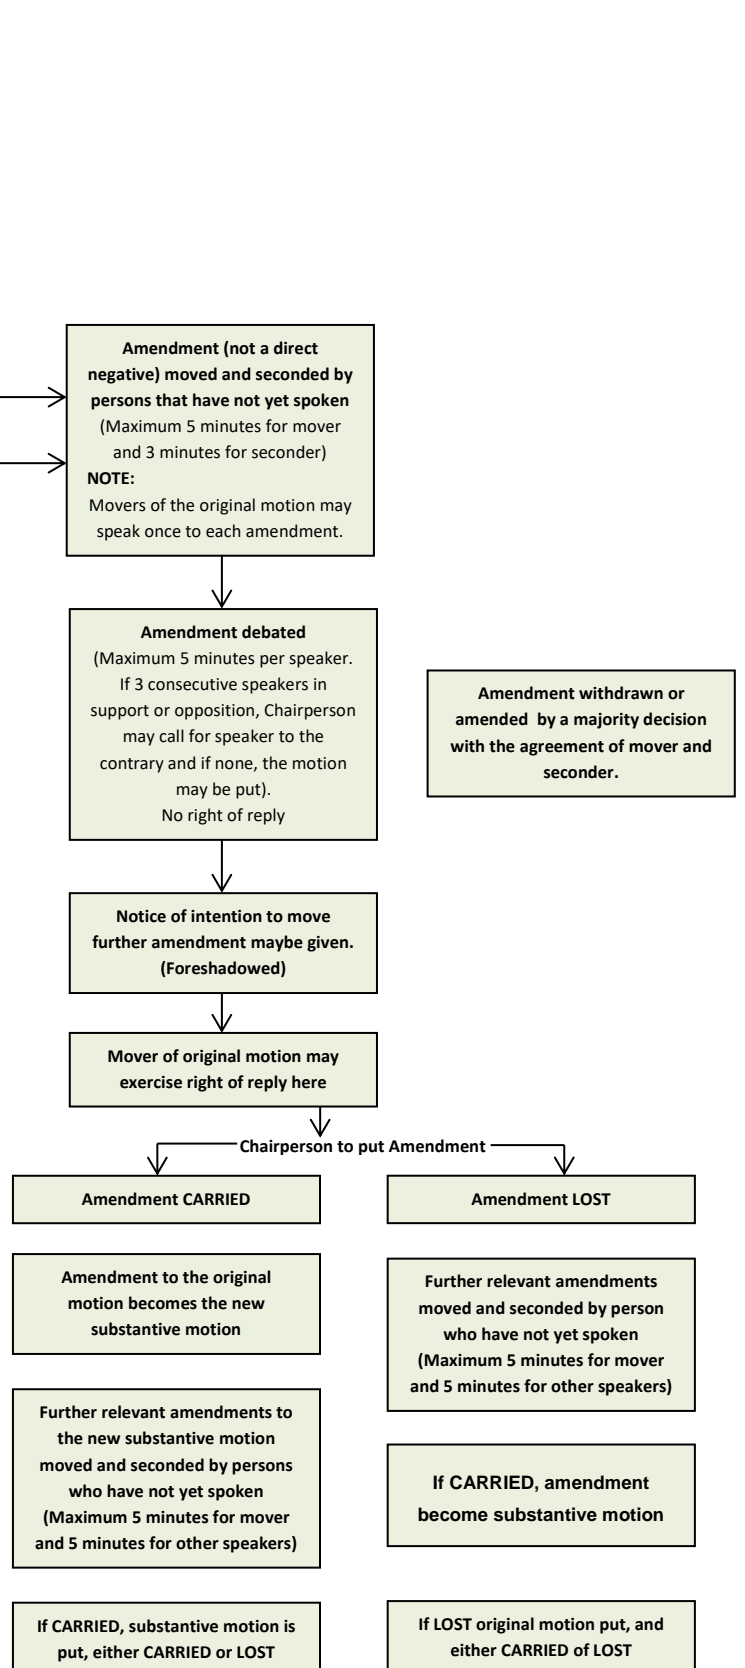 Amendment (not a direct
negative) moved and seconded by
persons that have not yet spoken
(Maximum 5 minutes for mover
and 3 minutes for seconder)
NOTE:
Movers of the original motion may
speak once to each amendment.
Amendment debated
(Maximum 5 minutes per speaker.
If 3 consecutive speakers in
support or opposition, Chairperson
may call for speaker to the
contrary and if none, the motion
may be put).
No right of reply
Amendment withdrawn or
amended  by a majority decision
with the agreement of mover and
seconder.
Notice of intention to move
further amendment maybe given.
(Foreshadowed)
Mover of original motion may
exercise right of reply here
Chairperson to put Amendment
Amendment CARRIED
Amendment to the original
motion becomes the new
substantive motion
Further relevant amendments to
the new substantive motion
moved and seconded by persons
who have not yet spoken
(Maximum 5 minutes for mover
and 5 minutes for other speakers)
If CARRIED, substantive motion is
put, either CARRIED or LOST
Amendment LOST
Further relevant amendments
moved and seconded by person
who have not yet spoken
(Maximum 5 minutes for mover
and 5 minutes for other speakers)
If CARRIED, amendment
become substantive motion
If LOST original motion put, and
either CARRIED of LOST